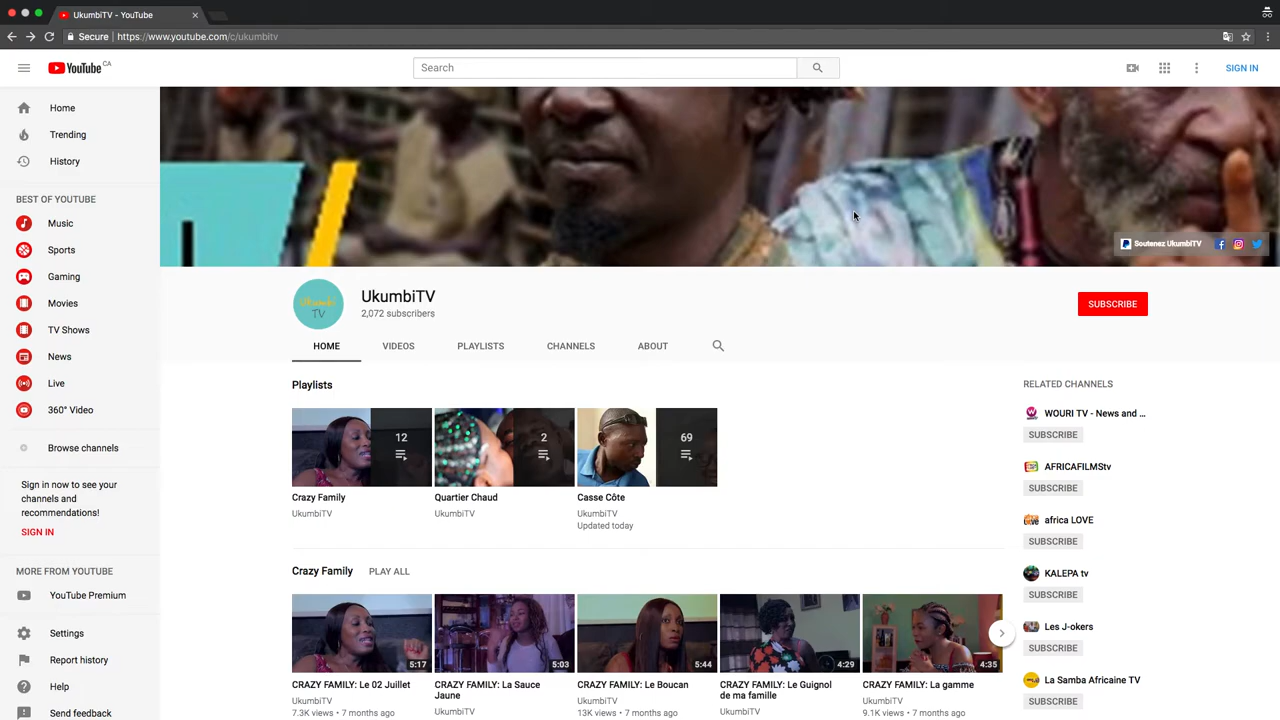 UkumbiTV - YouTube
Secure https://www.youtube.com/c/ukumbitv
YouTube CA
Search
SIGN IN
Home
Trending
History
BEST OF YOUTUBE
Music
Sports
Gaming
Movies
TV Shows
News
Live
360° Video
Browse channels
Sign in now to see your
channels and
recommendations!
SIGN IN
MORE FROM YOUTUBE
YouTube Premium
Settings
Report history
Help
Send feedback
Soutenez UkumbiTV
Ukumbi
TV
UkumbiTV
2,072 subscribers
SUBSCRIBE
HOME VIDEOS PLAYLISTS CHANNELS ABOUT
Playlists
12
2
69
Crazy Family
UkumbiTV
Quartier Chaud
UkumbiTV
Casse Côte
UkumbiTV
Updated today
Crazy Family PLAY ALL
5:17
CRAZY FAMILY: Le 02 Juillet
UkumbiTV
7.3K views • 7 months ago
5:03
CRAZY FAMILY: La Sauce
Jaune
UkumbiTV
5:44
CRAZY FAMILY: Le Boucan
UkumbiTV
13K views • 7 months ago
4:29
CRAZY FAMILY: Le Guignol
de ma famille
UkumbiTV
4:35
CRAZY FAMILY: La gamme
UkumbiTV
9.1K views • 7 months ago
RELATED CHANNELS
WOURI TV - News and ...
SUBSCRIBE
AFRICAFILMStv
SUBSCRIBE
africa LOVE
SUBSCRIBE
KALEPA tv
SUBSCRIBE
Les J-okers
SUBSCRIBE
La Samba Africaine TV
SUBSCRIBE